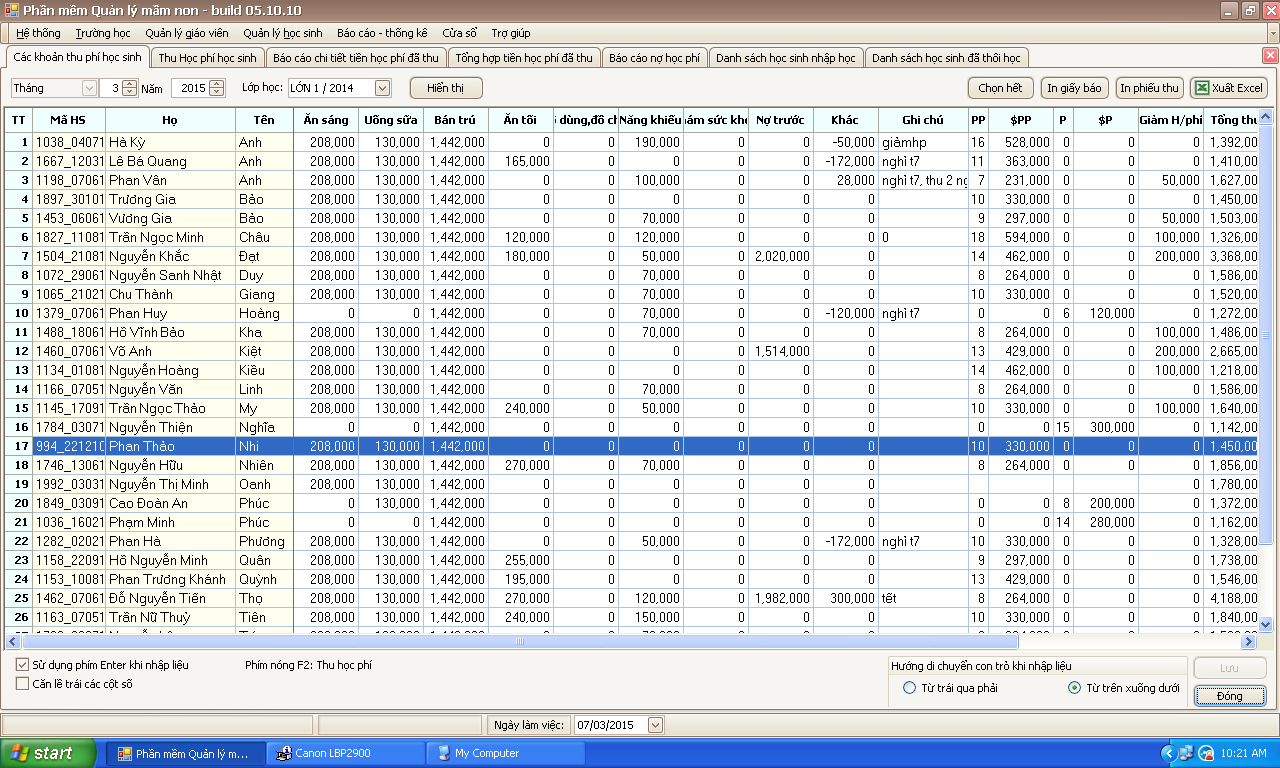 Phần mềm Quản lý mầm non - build 05.10.10
Hệ thống Trường học Quản lý giáo viên Quản lý học sinh Báo cáo - thống kê Cửa sổ Trợ giúp
Các khoản thu phí học sinh Thu Học phí học sinh Báo cáo chi tiết tiền học phí đã thu Tổng hợp tiền học phí đã thu Báo cáo nợ học phí Danh sách học sinh nhập học Danh sách học sinh đã thôi học
Tháng 3 Năm 2015 Lớp học: LỚN 1 / 2014 Hiển thị Chọn hết In giấy báo In phiếu thu Xuất Excel
TT Mã HS Họ Tên Ăn sáng Uống sữa Bán trú Ăn tối dùng,đồ ch Năng khiếu ám sức kh Nợ trước Khác Ghi chú PP $PP P $P Giảm H/phí Tổng thu
1 1038_04071 Hà Kỳ Anh 208,000 130,000 1,442,000 0 0 190,000 0 0 -50,000 giảmhp 16 528,000 0 0 0 1,392,00
2 1667_12031 Lê Bá Quang Anh 208,000 130,000 1,442,000 165,000 0 0 0 0 -172,000 nghỉ t7 11 363,000 0 0 0 1,410,00
3 1198_07061 Phan Vân Anh 208,000 130,000 1,442,000 0 0 100,000 0 0 28,000 nghỉ t7, thu 2 ng 7 231,000 0 0 50,000 1,627,00
4 1897_30101 Trương Gia Bảo 208,000 130,000 1,442,000 0 0 0 0 0 0 10 330,000 0 0 0 1,450,00
5 1453_06061 Vương Gia Bảo 208,000 130,000 1,442,000 0 0 70,000 0 0 0 9 297,000 0 0 50,000 1,503,00
6 1827_11081 Trần Ngọc Minh Châu 208,000 130,000 1,442,000 120,000 0 120,000 0 0 0 0 18 594,000 0 0 100,000 1,326,00
7 1504_21081 Nguyễn Khắc Đạt 208,000 130,000 1,442,000 180,000 0 50,000 0 2,020,000 0 14 462,000 0 0 200,000 3,368,00
8 1072_29061 Nguyễn Sanh Nhật Duy 208,000 130,000 1,442,000 0 0 70,000 0 0 0 8 264,000 0 0 0 1,586,00
9 1065_21021 Chu Thành Giang 208,000 130,000 1,442,000 0 0 70,000 0 0 0 10 330,000 0 0 0 1,520,00
10 1379_07061 Phan Huy Hoàng 0 0 1,442,000 0 0 70,000 0 0 -120,000 nghỉ t7 0 0 6 120,000 0 1,272,00
11 1488_18061 Hồ Vĩnh Bảo Kha 208,000 130,000 1,442,000 0 0 70,000 0 0 0 8 264,000 0 0 100,000 1,486,00
12 1460_07061 Võ Anh Kiệt 208,000 130,000 1,442,000 0 0 0 0 1,514,000 0 13 429,000 0 0 200,000 2,665,00
13 1134_01081 Nguyễn Hoàng Kiều 208,000 130,000 1,442,000 0 0 0 0 0 0 14 462,000 0 0 100,000 1,218,00
14 1166_07051 Nguyễn Văn Linh 208,000 130,000 1,442,000 0 0 70,000 0 0 0 8 264,000 0 0 0 1,586,00
15 1145_17091 Trần Ngọc Thảo My 208,000 130,000 1,442,000 240,000 0 50,000 0 0 0 10 330,000 0 0 100,000 1,640,00
16 1784_03071 Nguyễn Thiện Nghĩa 0 0 1,442,000 0 0 0 0 0 0 0 0 15 300,000 0 1,142,00
17 994_221210 Phan Thảo Nhi 208,000 130,000 1,442,000 0 0 0 0 0 0 10 330,000 0 0 0 1,450,00
18 1746_13061 Nguyễn Hữu Nhiên 208,000 130,000 1,442,000 270,000 0 70,000 0 0 0 8 264,000 0 0 0 1,856,00
19 1992_03031 Nguyễn Thị Minh Oanh 208,000 130,000 1,442,000 0 0 0 0 0 0 0 1,780,00
20 1849_03091 Cao Đoàn An Phúc 0 130,000 1,442,000 0 0 0 0 0 0 0 0 8 200,000 0 1,372,00
21 1036_16021 Phạm Minh Phúc 0 0 1,442,000 0 0 0 0 0 0 0 0 14 280,000 0 1,162,00
22 1282_02021 Phan Hà Phương 208,000 130,000 1,442,000 0 0 50,000 0 0 -172,000 nghỉ t7 10 330,000 0 0 0 1,328,00
23 1158_22091 Hồ Nguyễn Minh Quân 208,000 130,000 1,442,000 255,000 0 0 0 0 0 9 297,000 0 0 0 1,738,00
24 1153_10081 Phan Trương Khánh Quỳnh 208,000 130,000 1,442,000 195,000 0 0 0 0 0 13 429,000 0 0 0 1,546,00
25 1462_07061 Đỗ Nguyễn Tiến Thọ 208,000 130,000 1,442,000 270,000 0 120,000 0 1,982,000 300,000 tết 8 264,000 0 0 0 4,188,00
26 1163_07051 Trần Nữ Thuỷ Tiên 208,000 130,000 1,442,000 240,000 0 150,000 0 0 0 10 330,000 0 0 0 1,840,00
Sử dụng phím Enter khi nhập liệu Phím nóng F2: Thu học phí Hướng di chuyển con trỏ khi nhập liệu Lưu
Căn lề trái các cột số Từ trái qua phải Từ trên xuống dưới Đóng
Ngày làm việc: 07/03/2015
start Phần mềm Quản lý m... Canon LBP2900 My Computer 10:21 AM